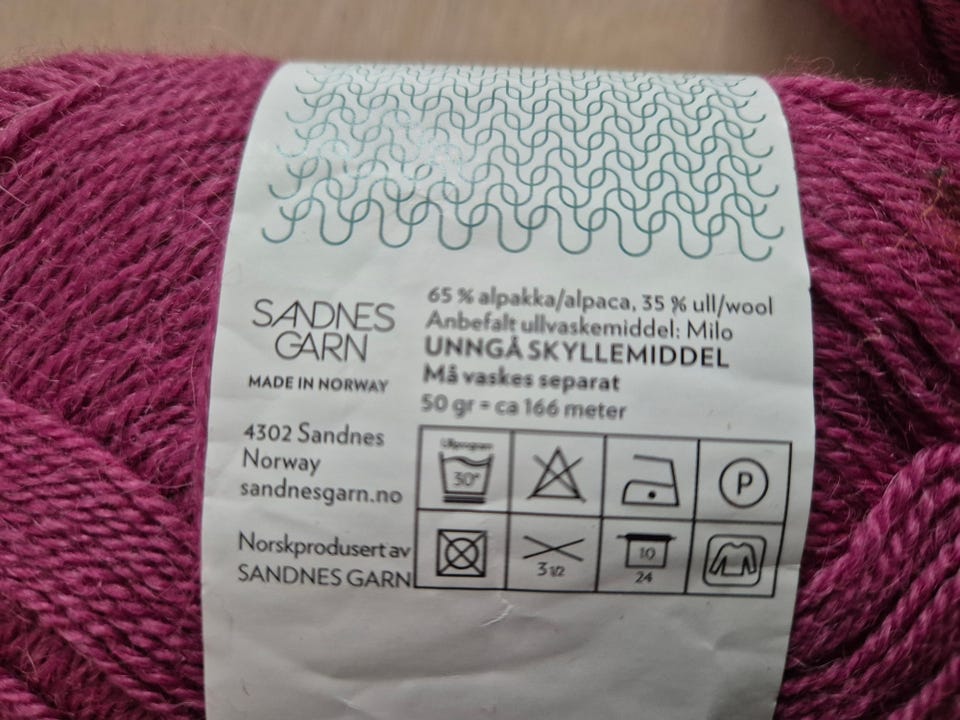 SANDNES
GARN
MADE IN NORWAY
4302 Sandnes
Norway
sandnesgarn.no
Norskprodusert av
SANDNES GARN
65 % alpakka/alpaca, 35 % ull/wool
Anbefalt ullvaskemiddel: Milo
UNNGÅ SKYLLEMIDDEL
Må vaskes separat
50 gr = ca 166 meter
Ullprogram
30°
P
3 1/2
10
24